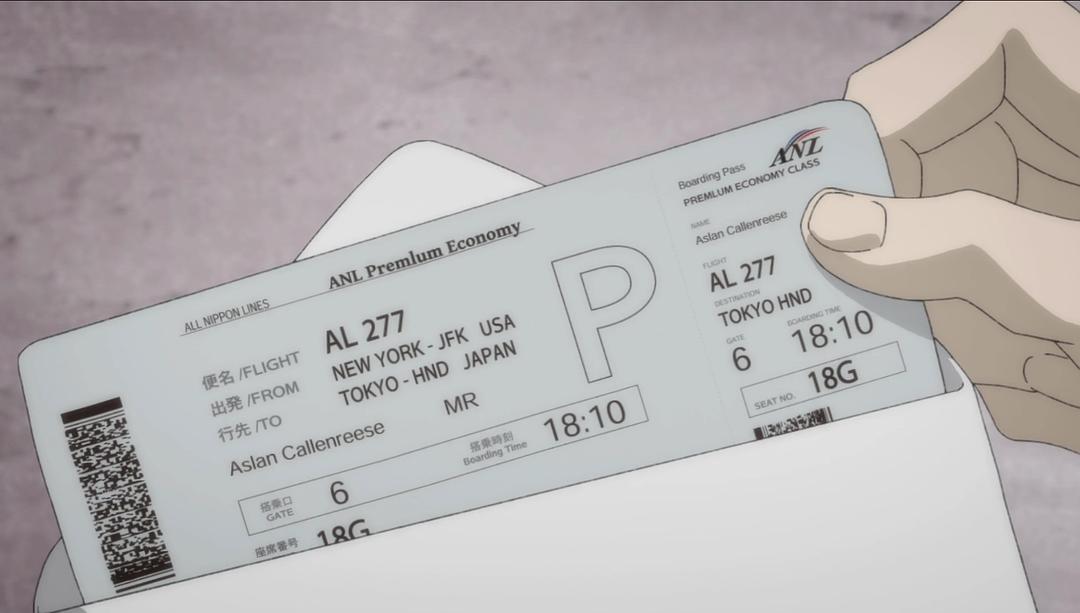 ALL NIPPON LINES
ANL Premlum Economy
便名 /FLIGHT AL 277
出発 /FROM NEW YORK - JFK USA
行先 /TO TOKYO - HND JAPAN
Aslan Callenreese MR
搭乗口 GATE 6 搭乗時刻 Boarding Time 18:10
座席番号 18G
P
ANL
Boarding Pass
PREMLUM ECONOMY CLASS
NAME
Aslan Callenreese
FLIGHT
AL 277
DESTINATION
TOKYO HND
GATE BOARDING TIME
6 18:10
SEAT NO. 18G